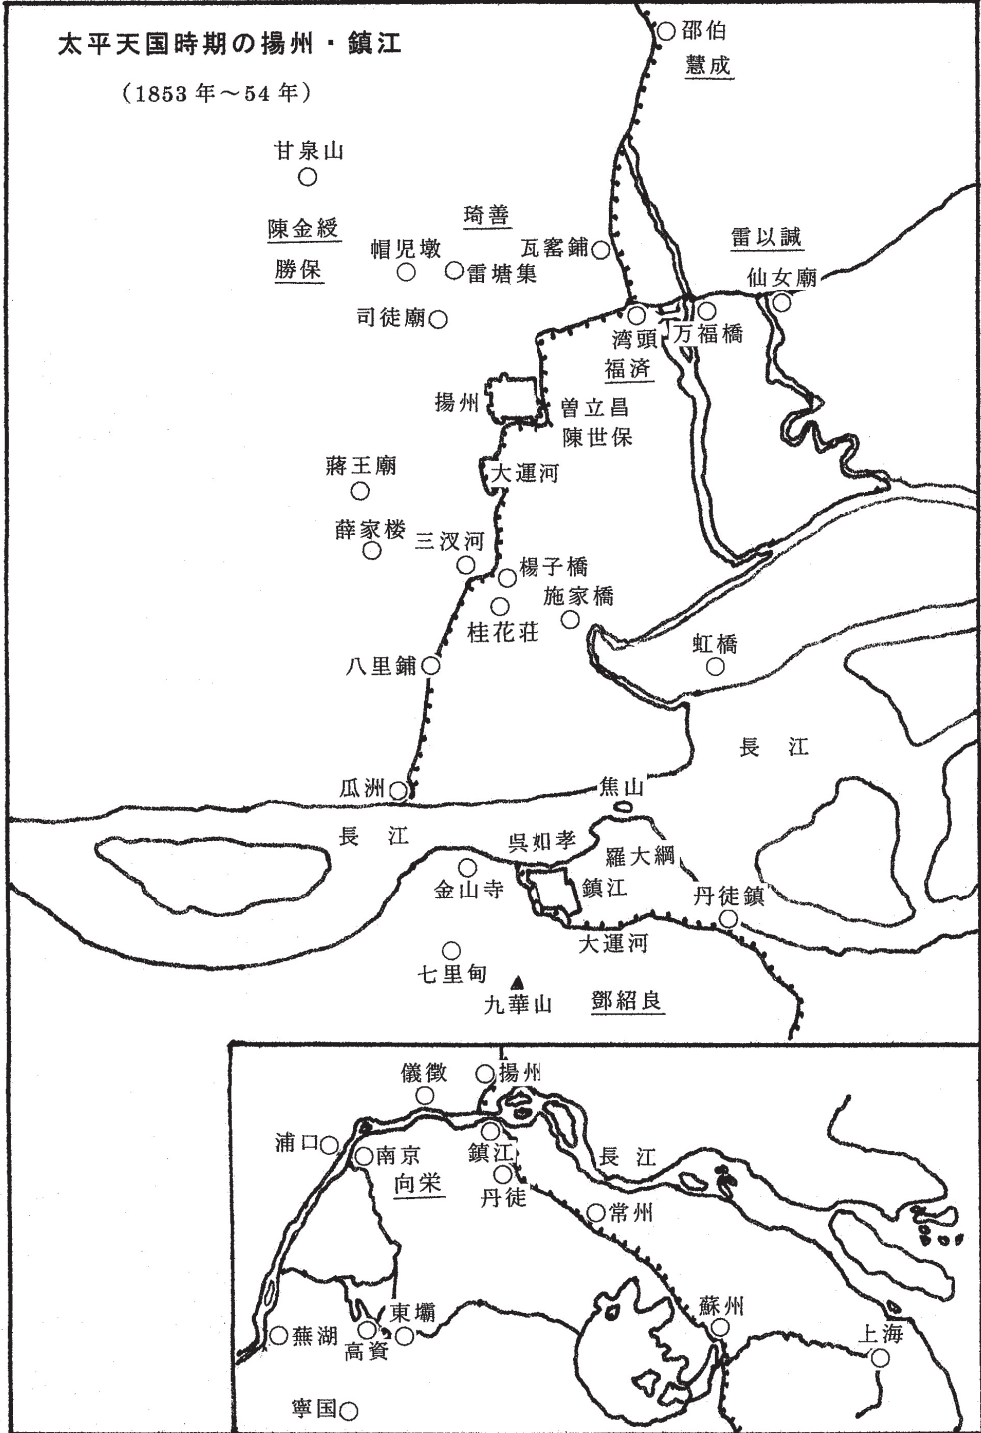 太平天国時期の揚州・鎮江
（1853年～54年）
邵伯
慧成
甘泉山
琦善
陳金綬
勝保
帽児墩
雷塘集
瓦窰鋪
雷以諴
仙女廟
司徒廟
湾頭
万福橋
福済
揚州
曽立昌
陳世保
大運河
蔣王廟
薛家楼
三汊河
楊子橋
施家橋
桂花荘
虹橋
八里鋪
長江
瓜洲
焦山
長江
呉如孝
羅大綱
金山寺
鎮江
丹徒鎮
大運河
七里甸
九華山
鄧紹良
儀徴
揚州
浦口
南京
鎮江
長江
向栄
丹徒
常州
東壩
蘇州
蕪湖
高資
上海
寧国